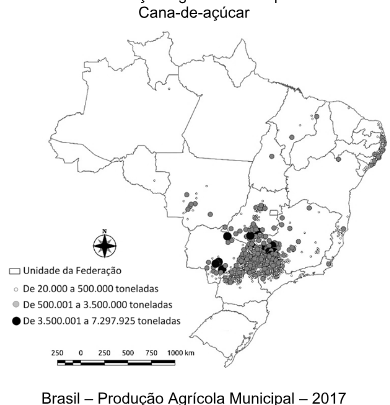 Cana-de-açúcar
N
Unidade da Federação
De 20.000 a 500.000 toneladas
De 500.001 a 3.500.000 toneladas
De 3.500.001 a 7.297.925 toneladas
250 0 250 500 750 1000 km
Brasil – Produção Agrícola Municipal – 2017